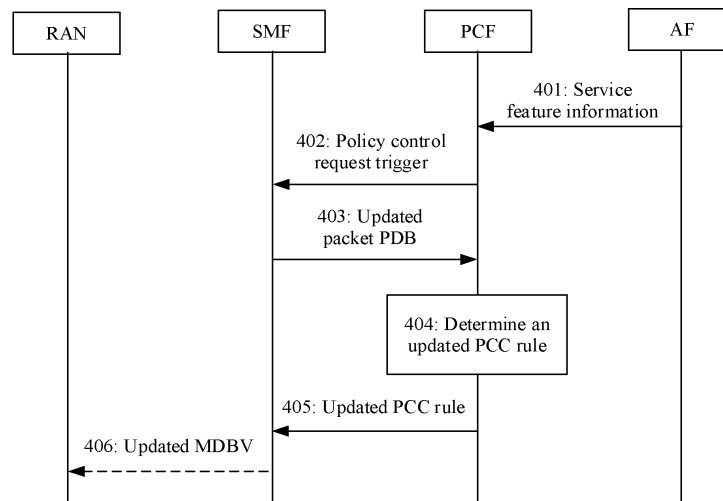 RAN
SMF
PCF
AF
401: Service
feature information
402: Policy control
request trigger
403: Updated
packet PDB
404: Determine an
updated PCC rule
405: Updated PCC rule
406: Updated MDBV